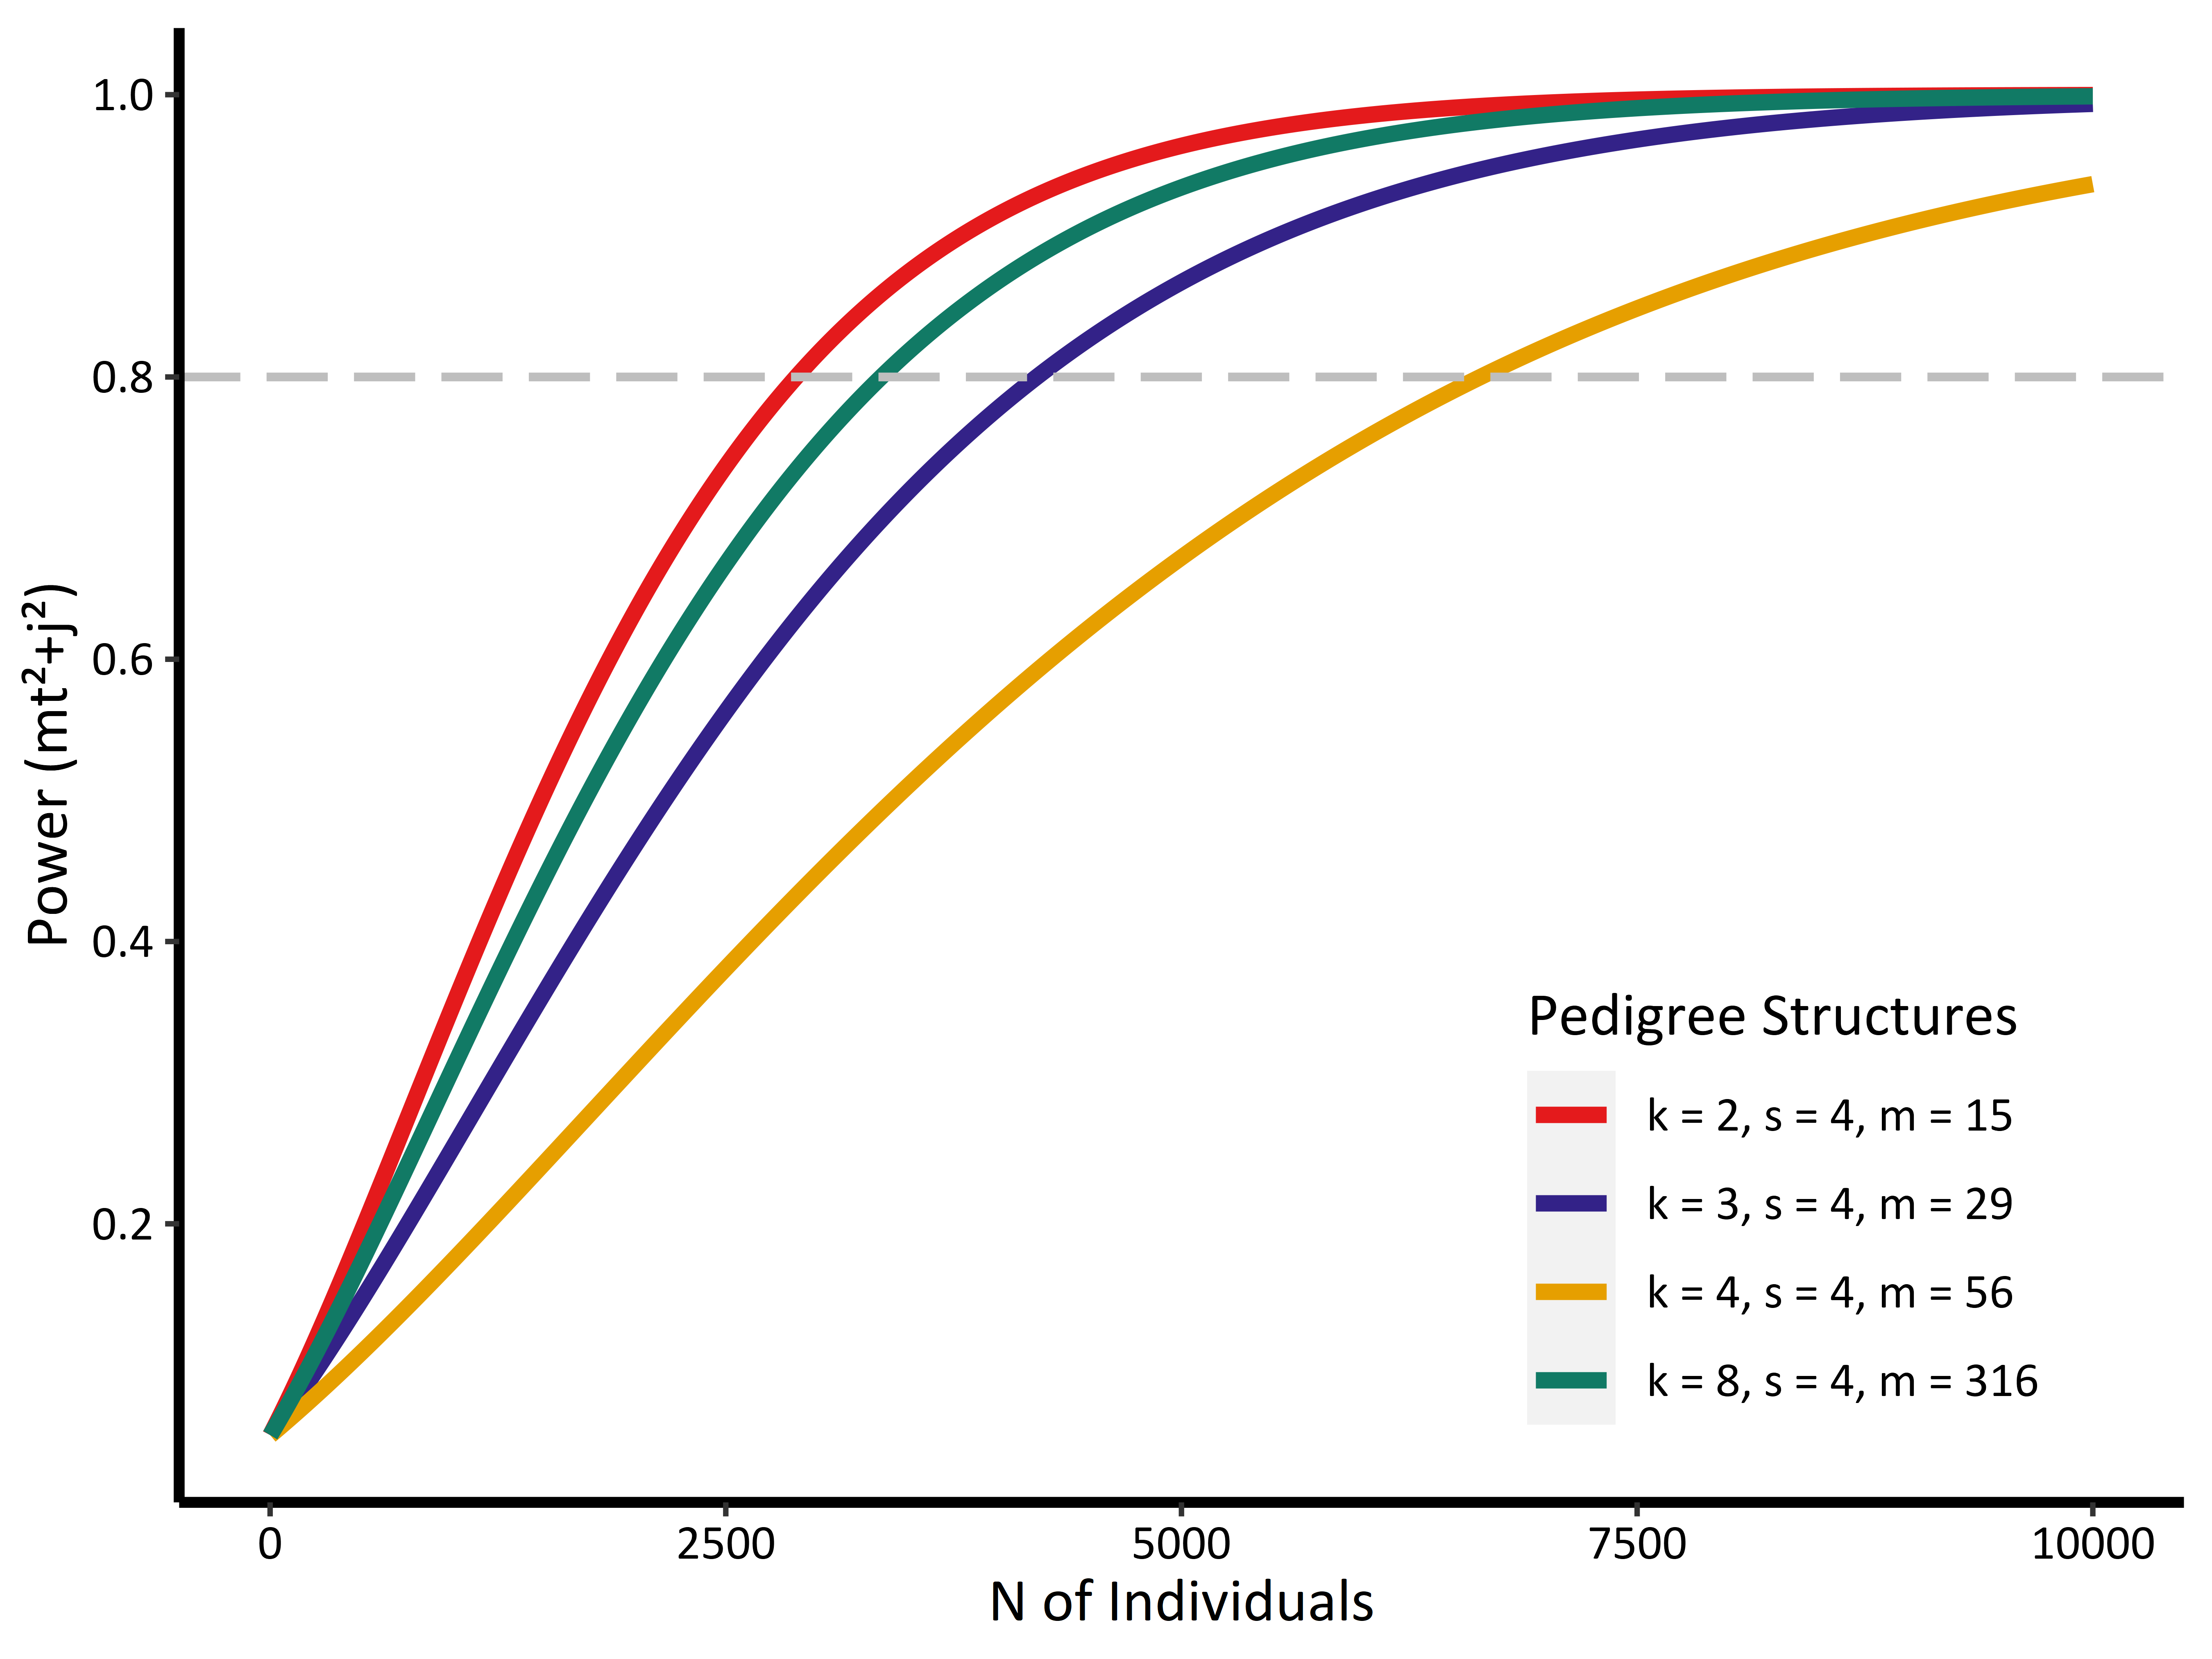 Power (mt²+j²)
1.0
0.8
0.6
0.4
0.2
0 2500 5000 7500 10000
N of Individuals
Pedigree Structures
k = 2, s = 4, m = 15
k = 3, s = 4, m = 29
k = 4, s = 4, m = 56
k = 8, s = 4, m = 316